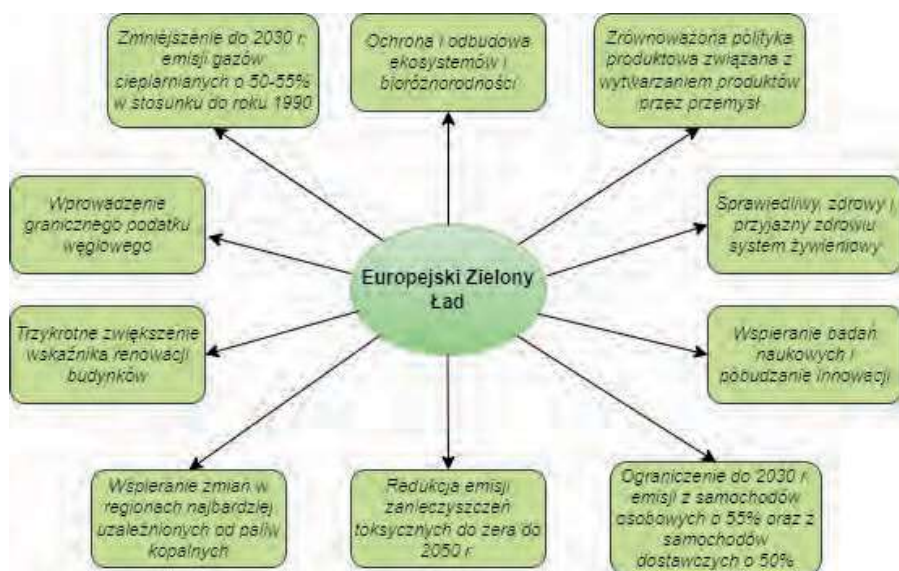 Zmniejszenie do 2030 r.
emisji gazów
cieplarnianych o 50-55%
w stosunku do roku 1990
Ochrona i odbudowa
ekosystemów i
bioróżnorodności
Zrównoważona polityka
produktowa związana z
wytwarzaniem produktów
przez przemysł
Wprowadzenie
granicznego podatku
węglowego
Sprawiedliwy, zdrowy i
przyjazny zdrowiu
system żywieniowy
Europejski Zielony
Ład
Trzykrotne zwiększenie
wskaźnika renowacji
budynków
Wspieranie badań
naukowych i
pobudzanie innowacji
Wspieranie zmian w
regionach najbardziej
uzależnionych od paliw
kopalnych
Redukcja emisji
zanieczyszczeń
toksycznych do zera do
2050 r.
Ograniczenie do 2030 r.
emisji z samochodów
osobowych o 55% oraz z
samochodów
dostawczych o 50%